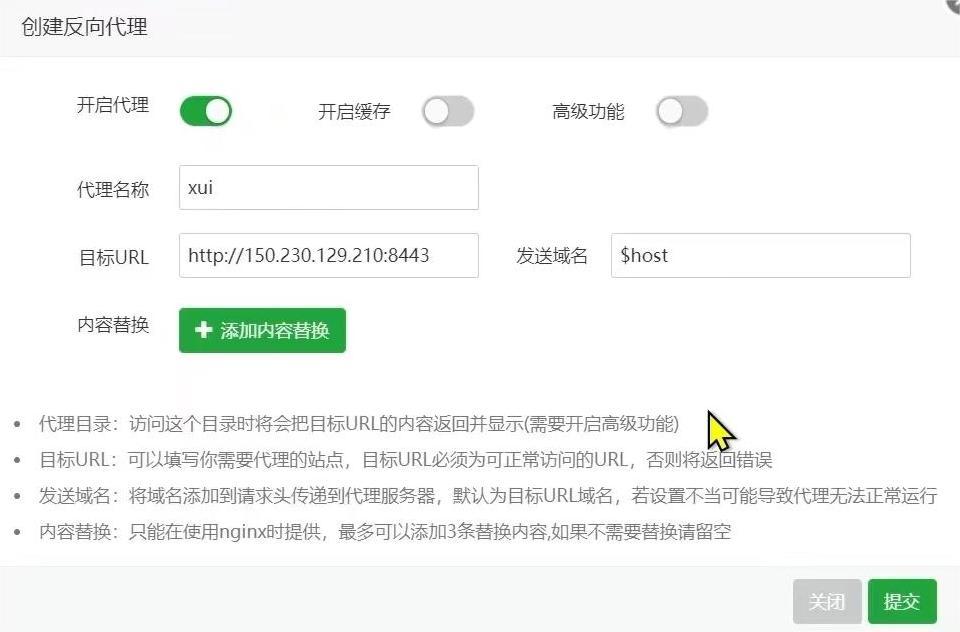 创建反向代理
开启代理 开启缓存 高级功能
代理名称 xui
目标URL http://150.230.129.210:8443 发送域名 $host
内容替换 添加内容替换
代理目录：访问这个目录时将会把目标URL的内容返回并显示(需要开启高级功能)
目标URL：可以填写你需要代理的站点，目标URL必须为可正常访问的URL，否则将返回错误
发送域名：将域名添加到请求头传递到代理服务器，默认为目标URL域名，若设置不当可能导致代理无法正常运行
内容替换：只能在使用nginx时提供，最多可以添加3条替换内容,如果不需要替换请留空
关闭 提交